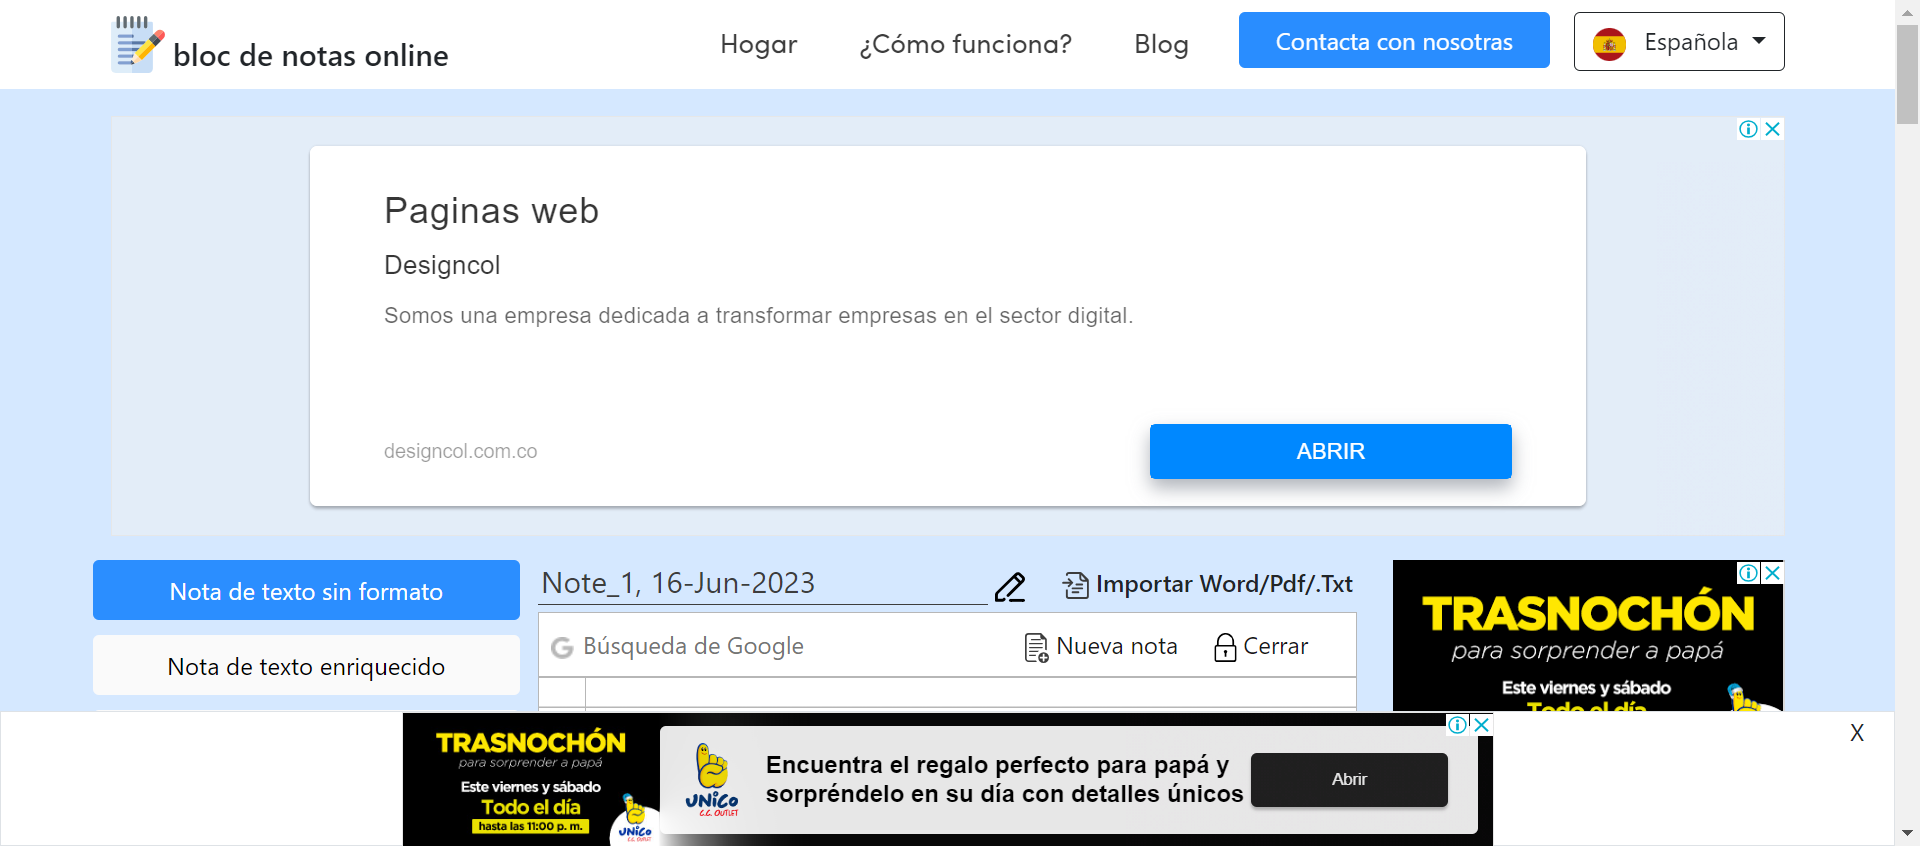 bloc de notas online
Hogar
¿Cómo funciona?
Blog
Contacta con nosotras
Española
Paginas web
Designcol
Somos una empresa dedicada a transformar empresas en el sector digital.
designcol.com.co
ABRIR
Nota de texto sin formato
Nota de texto enriquecido
Note_1, 16-Jun-2023
Importar Word/Pdf/.Txt
Búsqueda de Google
Nueva nota
Cerrar
TRASNOCHÓN
para sorprender a papá
Este viernes y sábado
Todo el día
TRASNOCHÓN
para sorprender a papá
Este viernes y sábado
Todo el día
hasta las 11:00 p. m.
UNiCO
C.C. OUTLET
UNiCO
C.C. OUTLET
Encuentra el regalo perfecto para papá y
sorpréndelo en su día con detalles únicos
Abrir
X